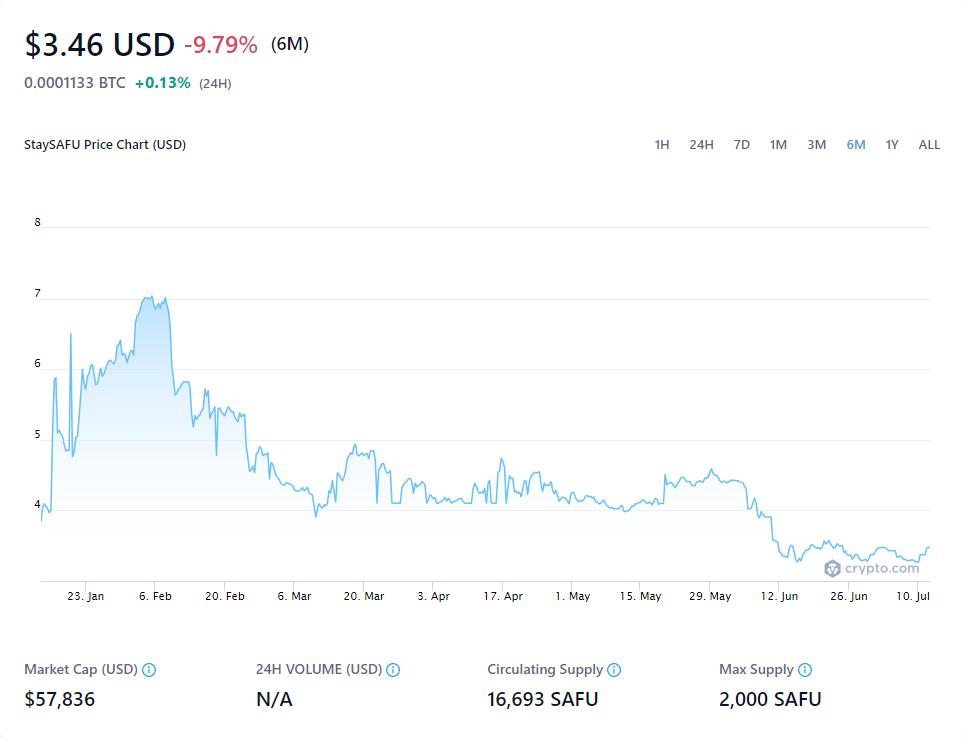 $3.46 USD -9.79% (6M)
0.0001133 BTC +0.13% (24H)
StaySAFU Price Chart (USD)
1H 24H 7D 1M 3M 6M 1Y ALL
8
7
6
5
4
crypto.com
23. Jan 6. Feb 20. Feb 6. Mar 20. Mar 3. Apr 17. Apr 1. May 15. May 29. May 12. Jun 26. Jun 10. Jul
Market Cap (USD) 24H VOLUME (USD) Circulating Supply Max Supply
$57,836 N/A 16,693 SAFU 2,000 SAFU